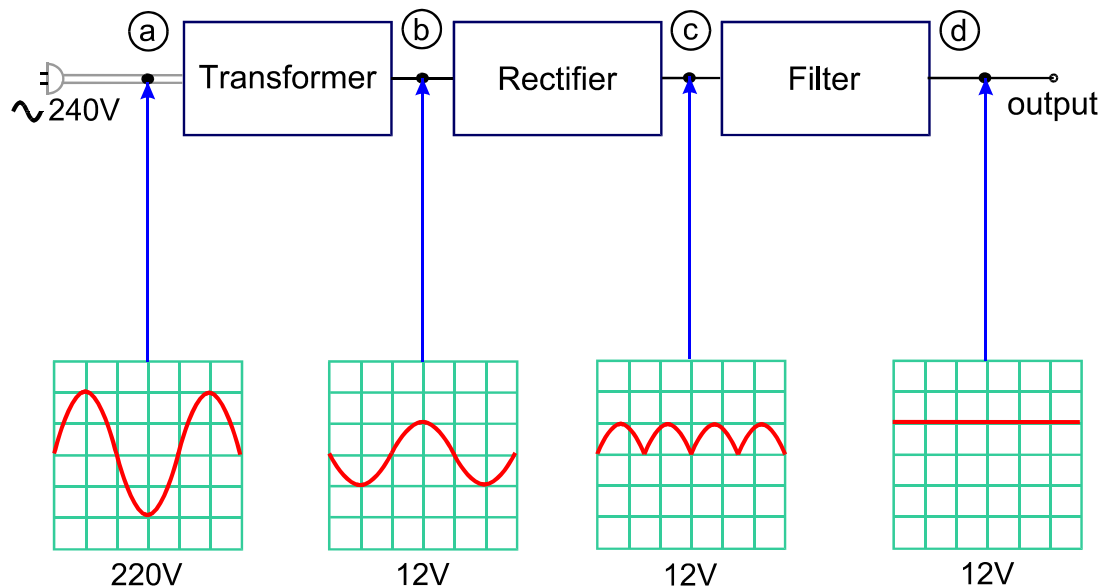 a
b
c
d
Transformer
Rectifier
Filter
240V
output
220V
12V
12V
12V